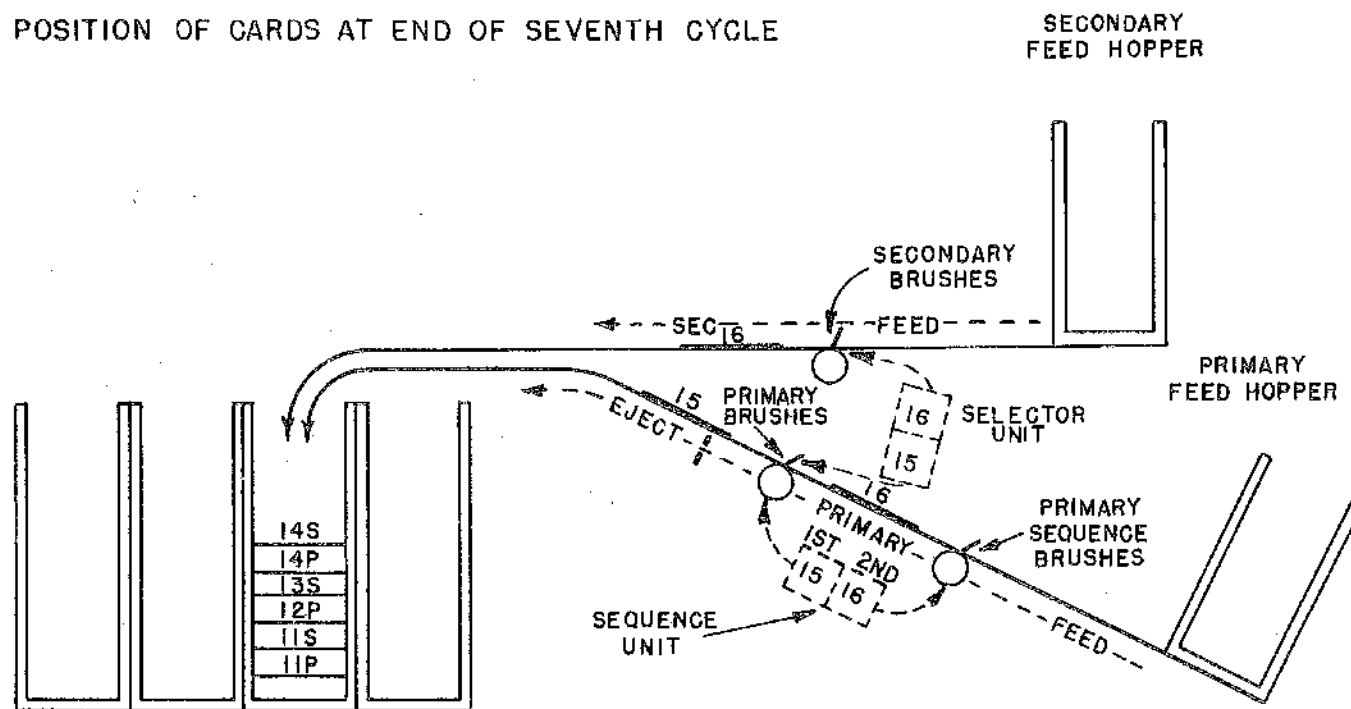 POSITION OF CARDS AT END OF SEVENTH CYCLE
SECONDARY
FEED HOPPER
SECONDARY
BRUSHES
SEC FEED
16
PRIMARY
FEED HOPPER
15
PRIMARY
BRUSHES
EJECT
16
15
SELECTOR
UNIT
16
PRIMARY
SEQUENCE
BRUSHES
PRIMARY
1ST 2ND
15 16
FEED
SEQUENCE
UNIT
14S
14P
13S
12P
11S
11P